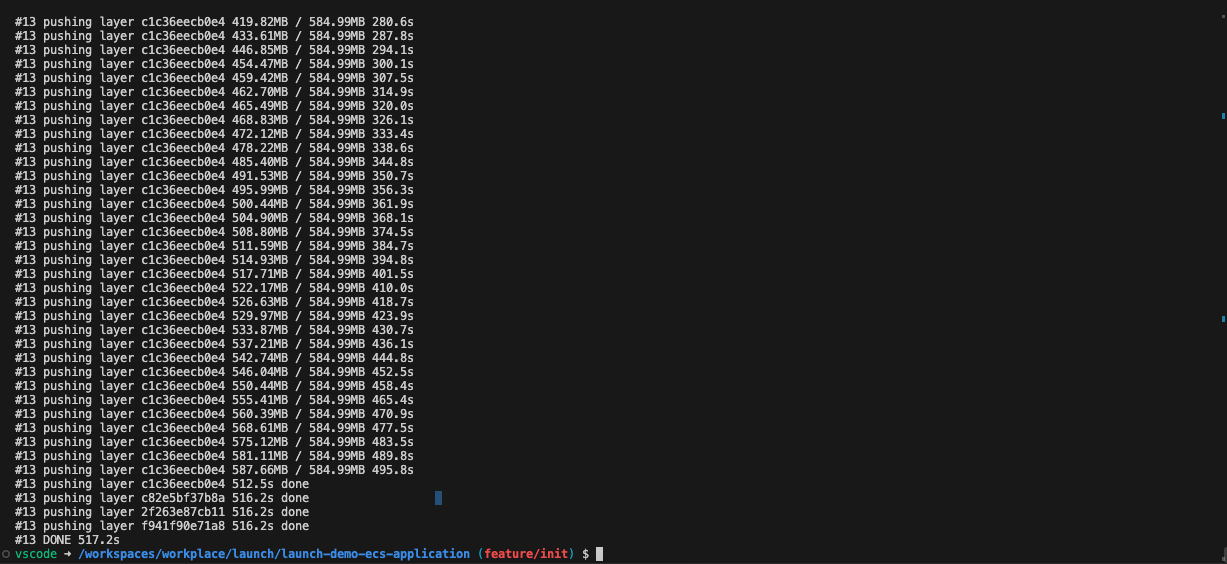 #13 pushing layer c1c36eecb0e4 419.82MB / 584.99MB 280.6s
#13 pushing layer c1c36eecb0e4 433.61MB / 584.99MB 287.8s
#13 pushing layer c1c36eecb0e4 446.85MB / 584.99MB 294.1s
#13 pushing layer c1c36eecb0e4 454.47MB / 584.99MB 300.1s
#13 pushing layer c1c36eecb0e4 459.42MB / 584.99MB 307.5s
#13 pushing layer c1c36eecb0e4 462.70MB / 584.99MB 314.9s
#13 pushing layer c1c36eecb0e4 465.49MB / 584.99MB 320.0s
#13 pushing layer c1c36eecb0e4 468.83MB / 584.99MB 326.1s
#13 pushing layer c1c36eecb0e4 472.12MB / 584.99MB 333.4s
#13 pushing layer c1c36eecb0e4 478.22MB / 584.99MB 338.6s
#13 pushing layer c1c36eecb0e4 485.40MB / 584.99MB 344.8s
#13 pushing layer c1c36eecb0e4 491.53MB / 584.99MB 350.7s
#13 pushing layer c1c36eecb0e4 495.99MB / 584.99MB 356.3s
#13 pushing layer c1c36eecb0e4 500.44MB / 584.99MB 361.9s
#13 pushing layer c1c36eecb0e4 504.90MB / 584.99MB 368.1s
#13 pushing layer c1c36eecb0e4 508.80MB / 584.99MB 374.5s
#13 pushing layer c1c36eecb0e4 511.59MB / 584.99MB 384.7s
#13 pushing layer c1c36eecb0e4 514.93MB / 584.99MB 394.8s
#13 pushing layer c1c36eecb0e4 517.71MB / 584.99MB 401.5s
#13 pushing layer c1c36eecb0e4 522.17MB / 584.99MB 410.0s
#13 pushing layer c1c36eecb0e4 526.63MB / 584.99MB 418.7s
#13 pushing layer c1c36eecb0e4 529.97MB / 584.99MB 423.9s
#13 pushing layer c1c36eecb0e4 533.87MB / 584.99MB 430.7s
#13 pushing layer c1c36eecb0e4 537.21MB / 584.99MB 436.1s
#13 pushing layer c1c36eecb0e4 542.74MB / 584.99MB 444.8s
#13 pushing layer c1c36eecb0e4 546.04MB / 584.99MB 452.5s
#13 pushing layer c1c36eecb0e4 550.44MB / 584.99MB 458.4s
#13 pushing layer c1c36eecb0e4 555.41MB / 584.99MB 465.4s
#13 pushing layer c1c36eecb0e4 560.39MB / 584.99MB 470.9s
#13 pushing layer c1c36eecb0e4 568.61MB / 584.99MB 477.5s
#13 pushing layer c1c36eecb0e4 575.12MB / 584.99MB 483.5s
#13 pushing layer c1c36eecb0e4 581.11MB / 584.99MB 489.8s
#13 pushing layer c1c36eecb0e4 587.66MB / 584.99MB 495.8s
#13 pushing layer c1c36eecb0e4 512.5s done
#13 pushing layer c82e5bf37b8a 516.2s done
#13 pushing layer 2f263e87cb11 516.2s done
#13 pushing layer f941f90e71a8 516.2s done
#13 DONE 517.2s
vscode ➜ /workspaces/workplace/launch/launch-demo-ecs-application (feature/init) $